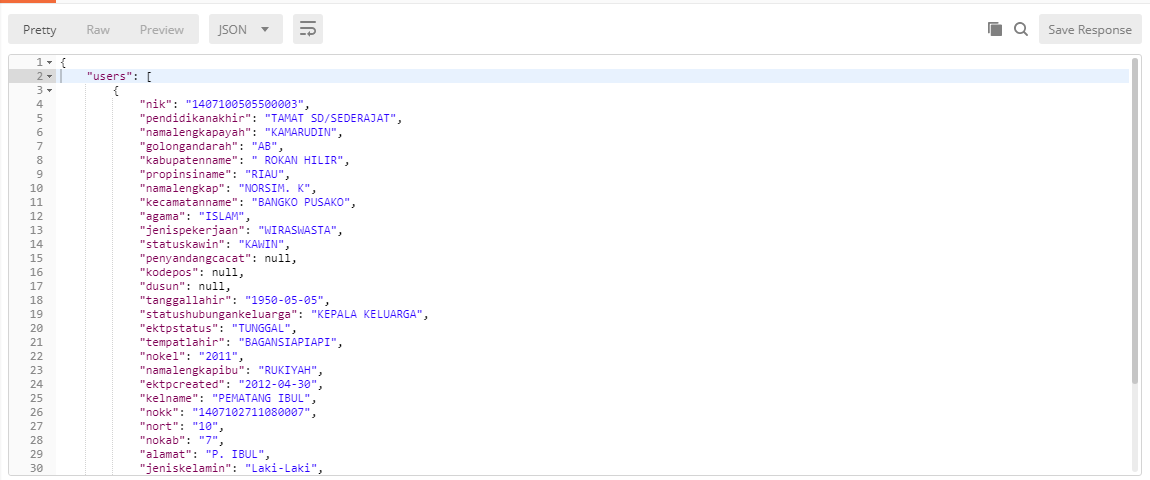 Pretty Raw Preview JSON Save Response
1 {
2 "users": [
3 {
4 "nik": "1407100505500003",
5 "pendidikanakhir": "TAMAT SD/SEDERAJAT",
6 "namalengkapayah": "KAMARUDIN",
7 "golongandarah": "AB",
8 "kabupatenname": " ROKAN HILIR",
9 "propinsiname": "RIAU",
10 "namalengkap": "NORSIM. K",
11 "kecamatanname": "BANGKO PUSAKO",
12 "agama": "ISLAM",
13 "jenispekerjaan": "WIRASWASTA",
14 "statuskawin": "KAWIN",
15 "penyandangcacat": null,
16 "kodepos": null,
17 "dusun": null,
18 "tanggallahir": "1950-05-05",
19 "statushubungankeluarga": "KEPALA KELUARGA",
20 "ektpstatus": "TUNGGAL",
21 "tempatlahir": "BAGANSIAPIAPI",
22 "nokel": "2011",
23 "namalengkapibu": "RUKIYAH",
24 "ektpcreated": "2012-04-30",
25 "kelname": "PEMATANG IBUL",
26 "nokk": "1407102711080007",
27 "nort": "10",
28 "nokab": "7",
29 "alamat": "P. IBUL",
30 "jeniskelamin": "Laki-Laki",